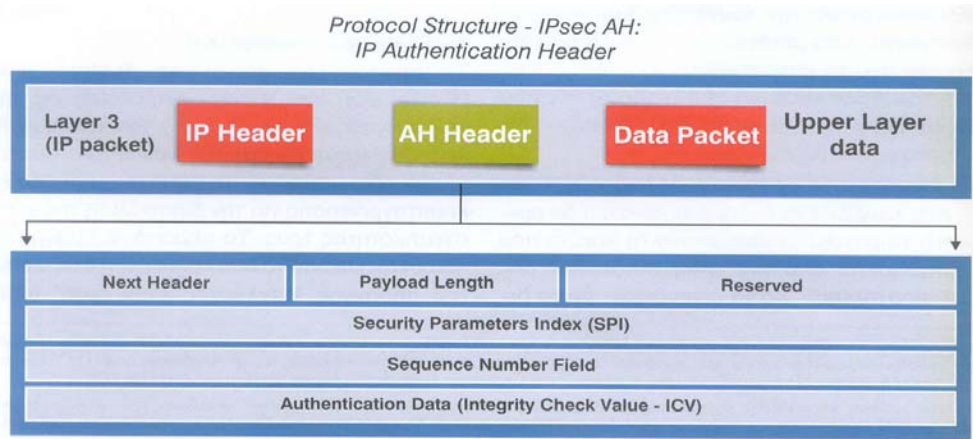 Protocol Structure - IPsec AH:
IP Authentication Header
Layer 3
(IP packet)
IP Header
AH Header
Data Packet
Upper Layer
data
Next Header
Payload Length
Reserved
Security Parameters Index (SPI)
Sequence Number Field
Authentication Data (Integrity Check Value - ICV)